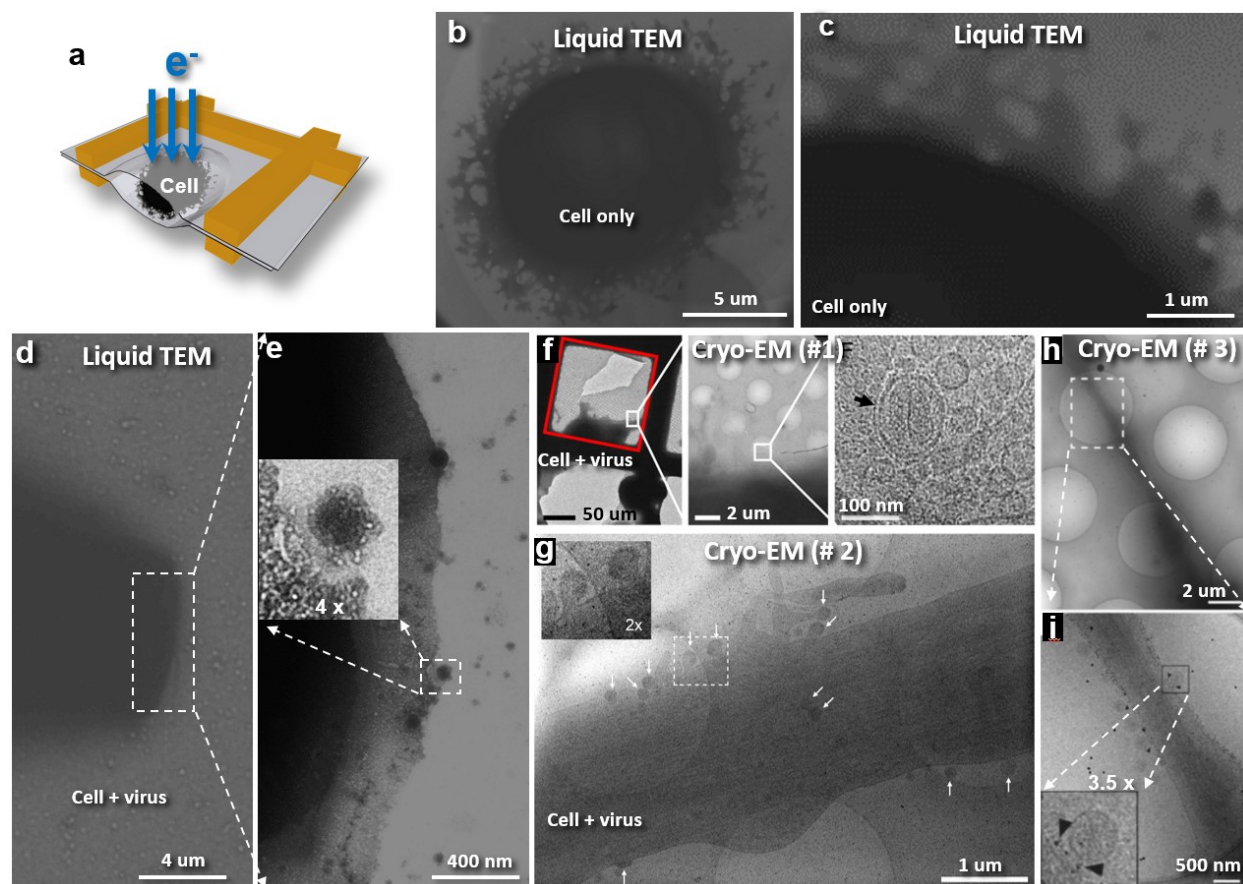 a
e-
Cell
b
Liquid TEM
Cell only
5 um
c
Liquid TEM
Cell only
1 um
d
Liquid TEM
Cell + virus
4 um
e
4 x
400 nm
f
Cryo-EM (#1)
Cell + virus
50 um
2 um
100 nm
g
Cryo-EM (# 2)
2x
Cell + virus
1 um
h
Cryo-EM (# 3)
2 um
i
3.5 x
500 nm